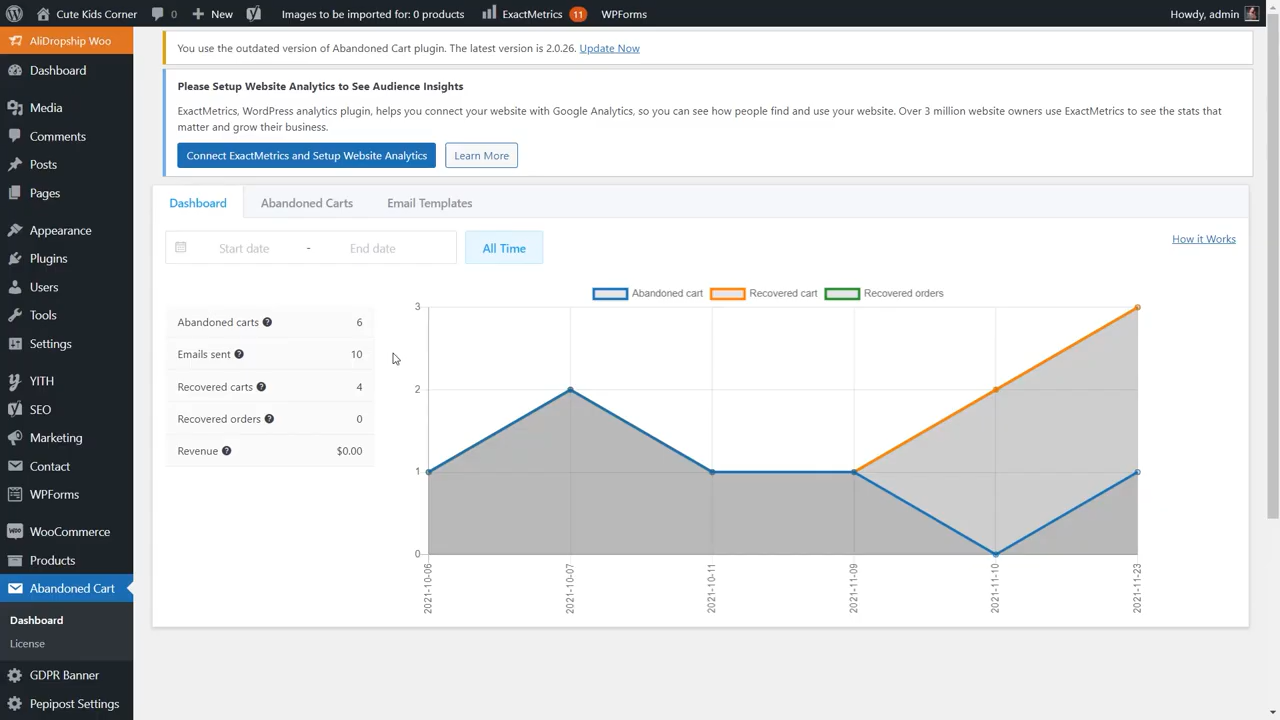 Cute Kids Corner
0
New
Images to be imported for: 0 products
ExactMetrics
11
WPForms
Howdy, admin
AliDropship Woo
Dashboard
Media
Comments
Posts
Pages
Appearance
Plugins
Users
Tools
Settings
YITH
SEO
Marketing
Contact
WPForms
WooCommerce
Products
Abandoned Cart
Dashboard
License
GDPR Banner
Pepipost Settings
You use the outdated version of Abandoned Cart plugin. The latest version is 2.0.26. Update Now
Please Setup Website Analytics to See Audience Insights
ExactMetrics, WordPress analytics plugin, helps you connect your website with Google Analytics, so you can see how people find and use your website. Over 3 million website owners use ExactMetrics to see the stats that
matter and grow their business.
Connect ExactMetrics and Setup Website Analytics
Learn More
Dashboard
Abandoned Carts
Email Templates
Start date - End date
All Time
How it Works
Abandoned carts ? 6
Emails sent ? 10
Recovered carts ? 4
Recovered orders ? 0
Revenue ? $0.00
Abandoned cart
Recovered cart
Recovered orders
3
2
1
0
2021-10-06
2021-10-07
2021-10-11
2021-11-09
2021-11-10
2021-11-23